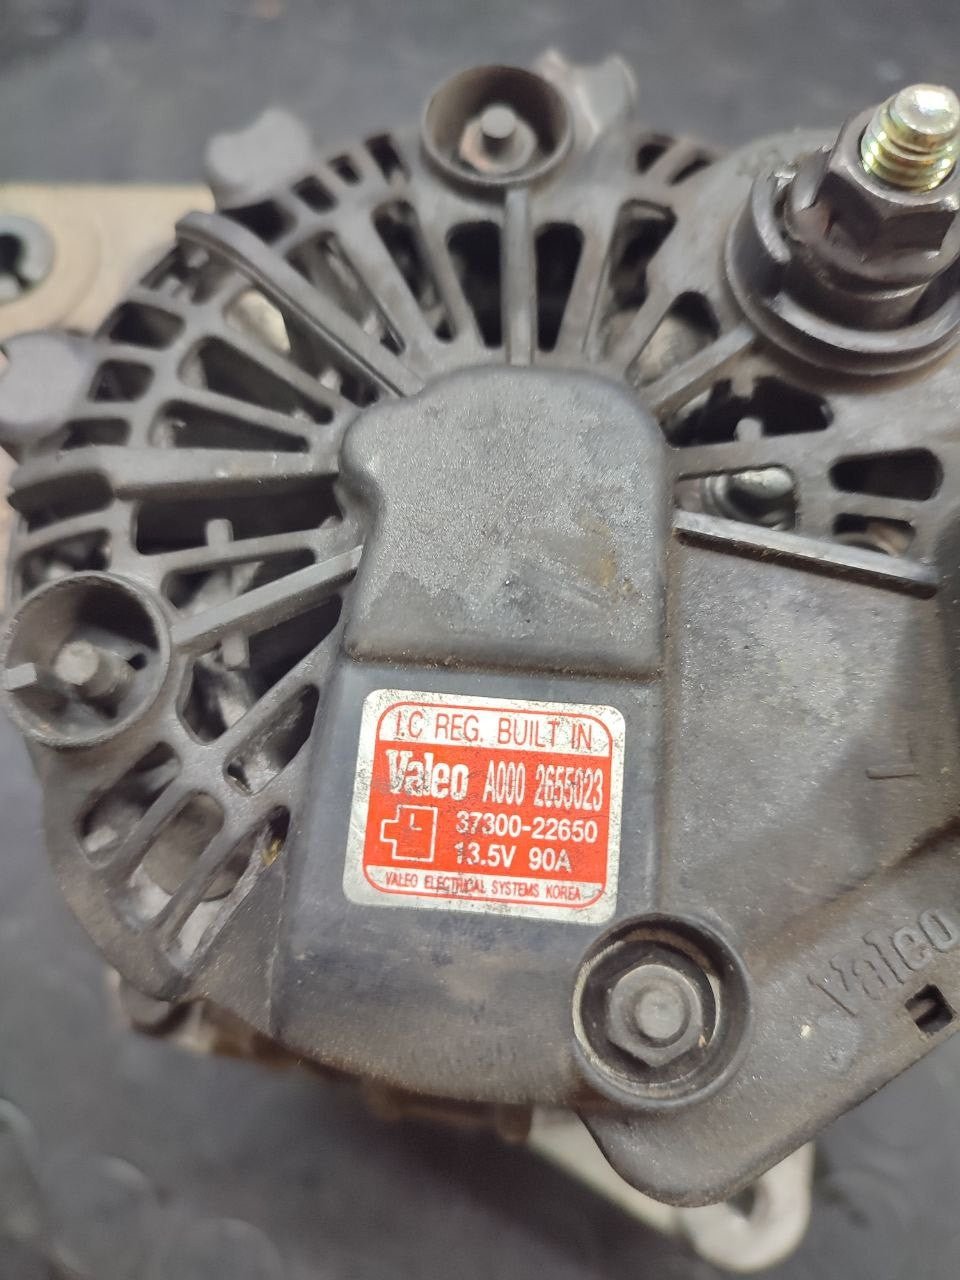 I.C REG. BUILT IN
Valeo A000 2655023
L 37300-22650
13.5V 90A
VALEO ELECTRICAL SYSTEMS KOREA
Valeo